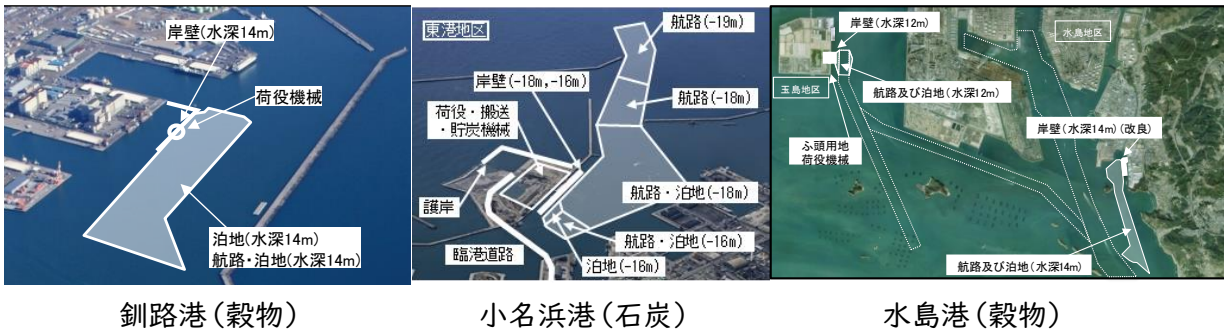 岸壁(水深14m)
荷役機械
泊地(水深14m)
航路・泊地(水深14m)
釧路港(穀物)
東港地区
航路(-19m)
岸壁(-18m,-16m)
航路(-18m)
荷役・搬送
・貯炭機械
航路・泊地(-18m)
護岸
航路・泊地(-16m)
臨港道路
泊地(-16m)
小名浜港(石炭)
岸壁(水深12m)
水島地区
玉島地区
航路及び泊地(水深12m)
岸壁(水深14m)(改良)
ふ頭用地
荷役機械
航路及び泊地(水深14m)
水島港(穀物)